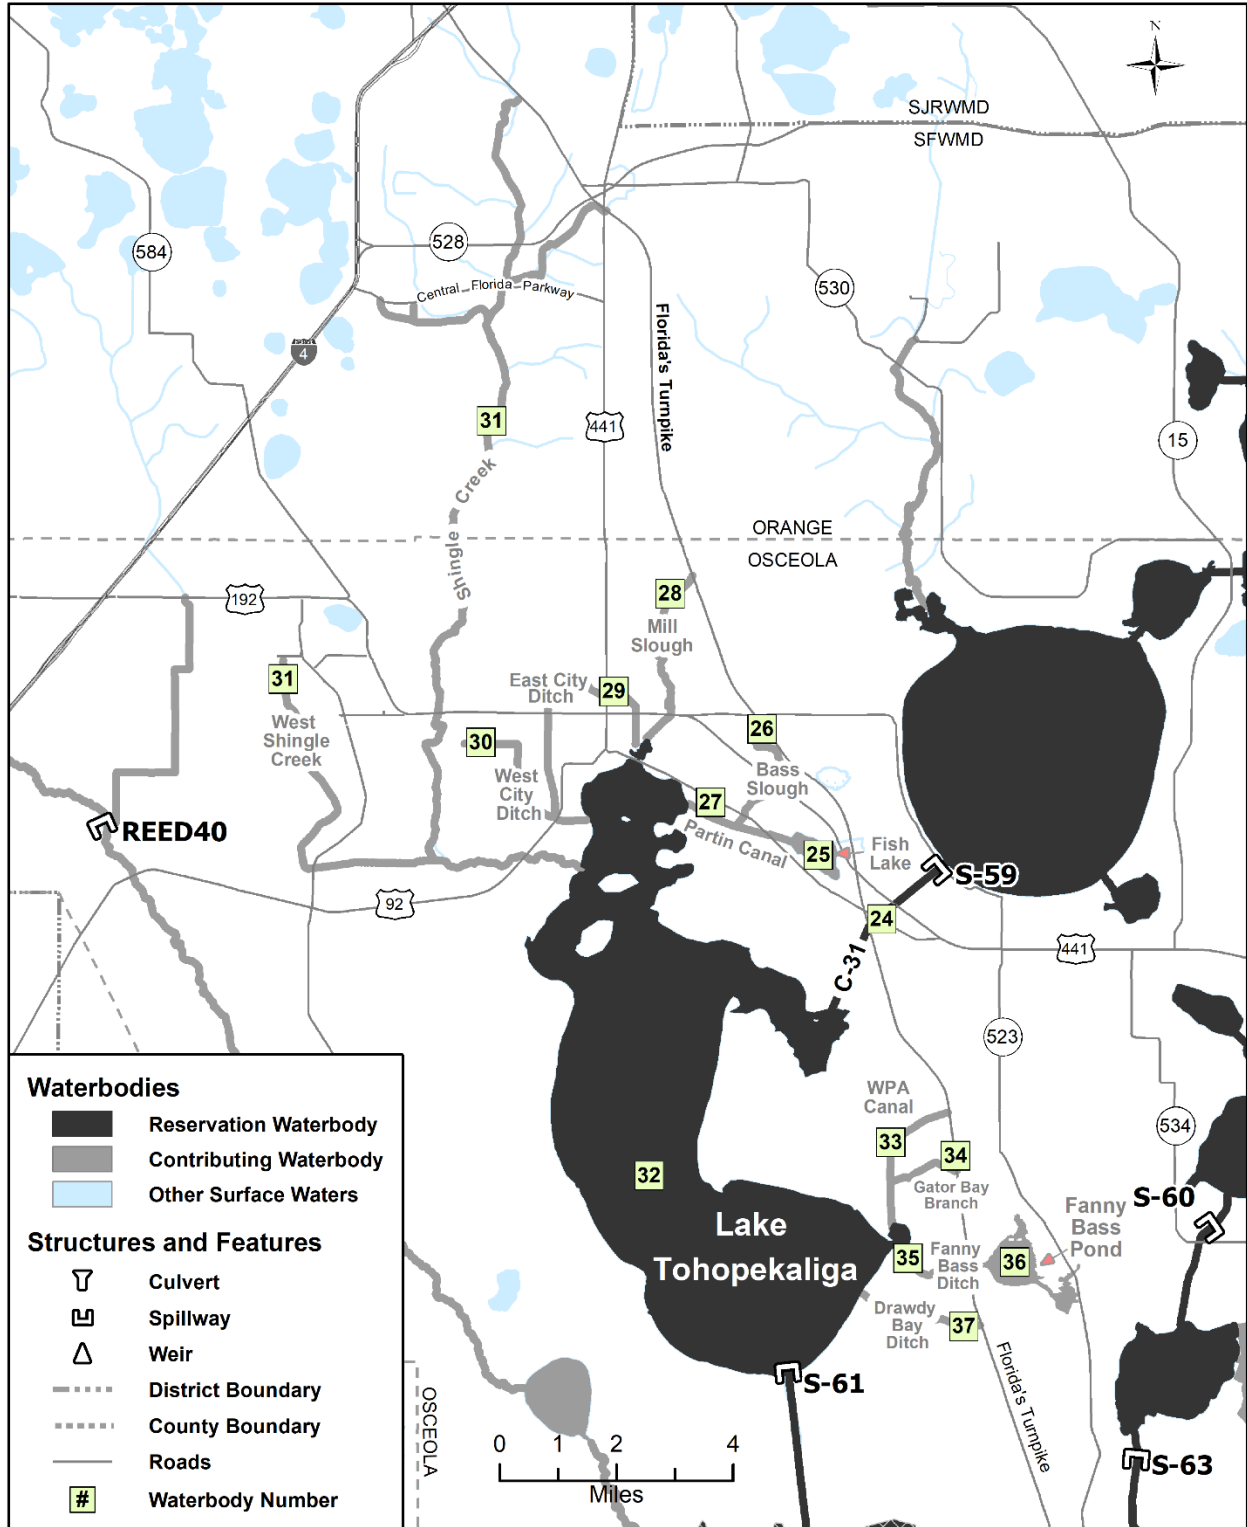 N
SJRWMD
SFWMD
584
528
Central Florida Parkway
530
Florida's Turnpike
4
31
441
15
Shingle Creek
ORANGE
OSCEOLA
192
28
Mill
Slough
31
East City
Ditch
29
West
Shingle
Creek
30
26
West
City
Ditch
Bass
Slough
27
Partin Canal
REED40
25
Fish
Lake
S-59
92
24
441
C-31
523
WPA
Canal
534
33
34
32
Gator Bay
Branch
S-60
Fanny
Bass
Pond
Lake
Tohopekaliga
35
Fanny
Bass
Ditch
36
Drawdy
Bay
Ditch
37
Florida's Turnpike
S-61
S-63
OSCEOLA
0 1 2 4
Miles
Waterbodies
Reservation Waterbody
Contributing Waterbody
Other Surface Waters
Structures and Features
Culvert
Spillway
Weir
District Boundary
County Boundary
Roads
# Waterbody Number